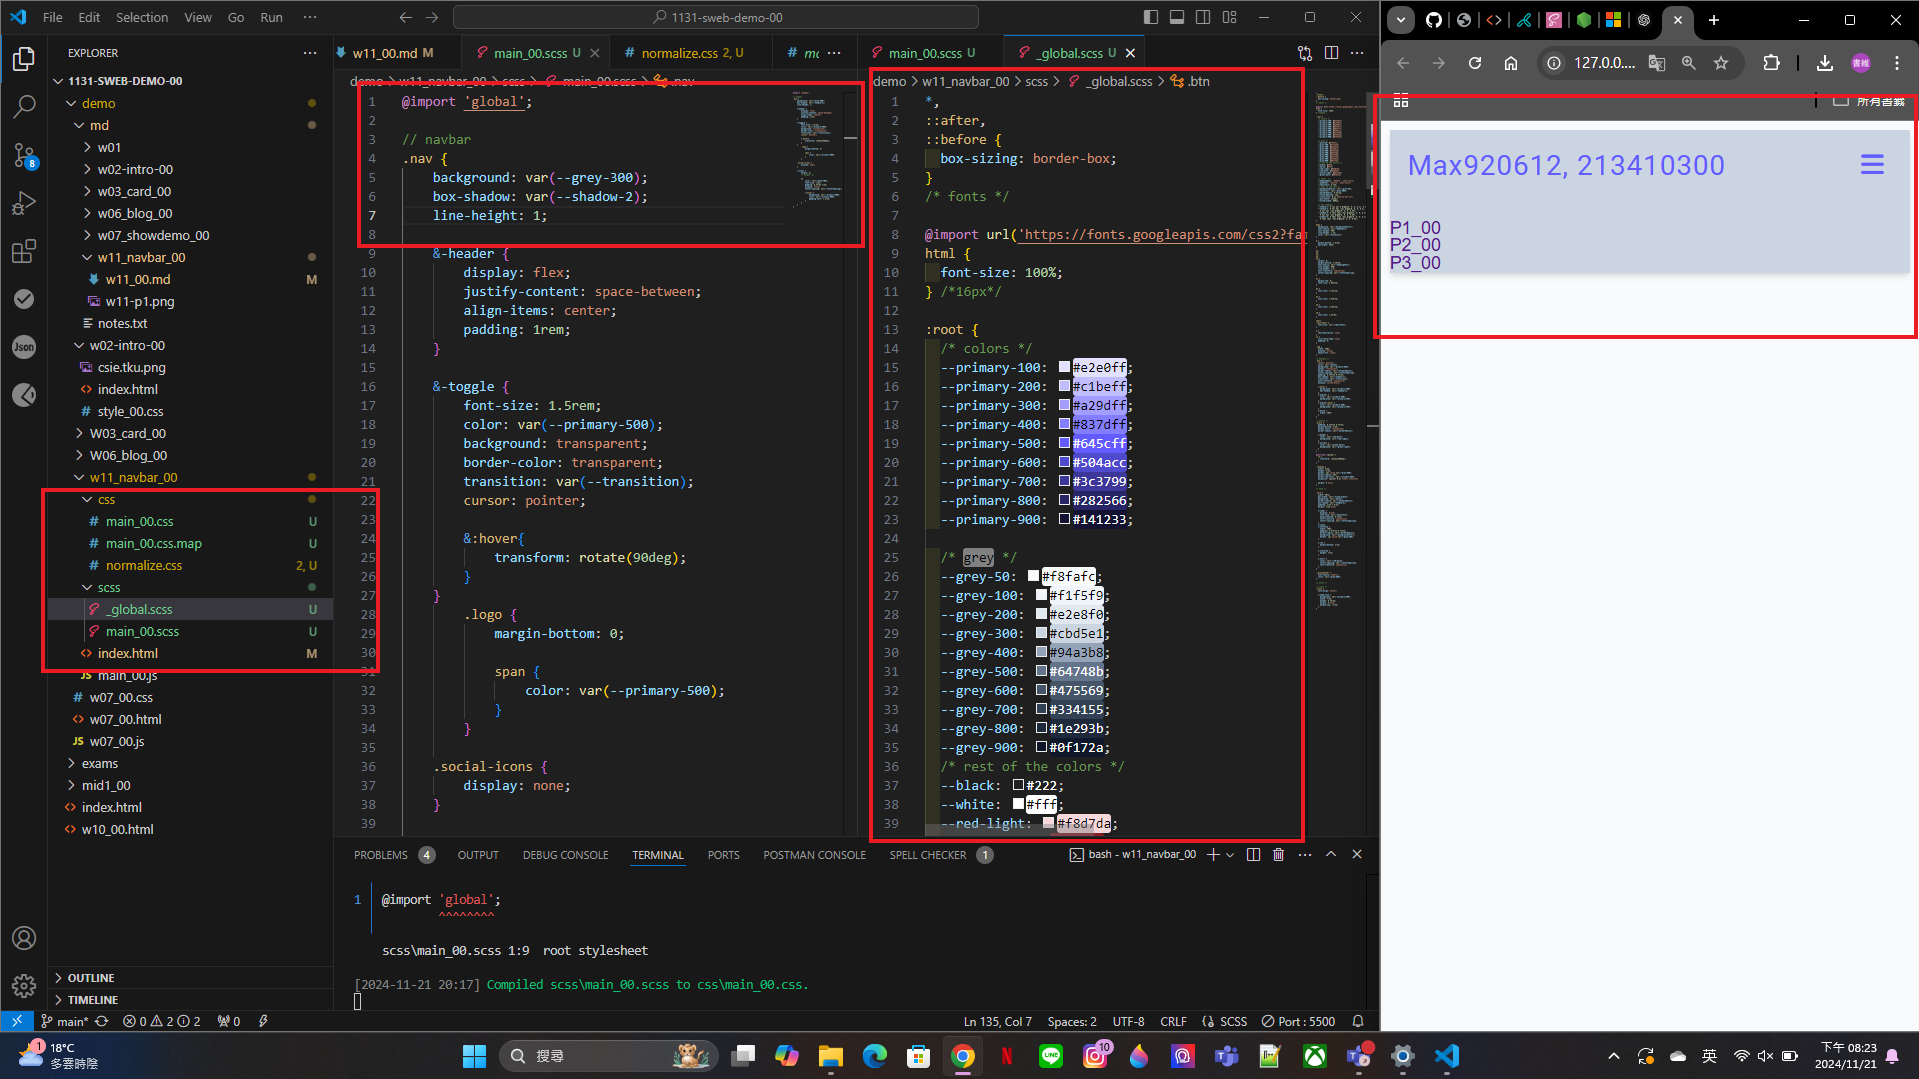 File Edit Selection View Go Run ···
1131-sweb-demo-00
EXPLORER ···
1131-SWEB-DEMO-00
demo
md
w01
w02-intro-00
w03_card_00
w06_blog_00
w07_showdemo_00
w11_navbar_00
w11_00.md M
w11-p1.png
notes.txt
w02-intro-00
csie.tku.png
index.html
style_00.css
W03_card_00
W06_blog_00
w11_navbar_00
css
main_00.css U
main_00.css.map U
normalize.css 2, U
scss
_global.scss U
main_00.scss U
index.html M
JS main_00.js
w07_00.css
w07_00.html
JS w07_00.js
exams
mid1_00
index.html
w10_00.html
OUTLINE
TIMELINE
8
Json
w11_00.md M
main_00.scss U
normalize.css 2, U
···
demo > w11_navbar_00 > scss > main_00.scss > .nav
1 @import 'global';
2
3 // navbar
4 .nav {
5 background: var(--grey-300);
6 box-shadow: var(--shadow-2);
7 line-height: 1;
8
9 &-header {
10 display: flex;
11 justify-content: space-between;
12 align-items: center;
13 padding: 1rem;
14 }
15
16 &-toggle {
17 font-size: 1.5rem;
18 color: var(--primary-500);
19 background: transparent;
20 border-color: transparent;
21 transition: var(--transition);
22 cursor: pointer;
23
24 &:hover{
25 transform: rotate(90deg);
26 }
27 }
28 .logo {
29 margin-bottom: 0;
30
31 span {
32 color: var(--primary-500);
33 }
34 }
35
36 .social-icons {
37 display: none;
38 }
39
main_00.scss U
_global.scss U
demo > w11_navbar_00 > scss > _global.scss > .btn
1 *,
2 ::after,
3 ::before {
4 box-sizing: border-box;
5 }
6 /* fonts */
7
8 @import url('https://fonts.googleapis.com/css2?fam
9 html {
10 font-size: 100%;
11 } /*16px*/
12
13 :root {
14 /* colors */
15 --primary-100: #e2e0ff;
16 --primary-200: #c1beff;
17 --primary-300: #a29dff;
18 --primary-400: #837dff;
19 --primary-500: #645cff;
20 --primary-600: #504acc;
21 --primary-700: #3c3799;
22 --primary-800: #282566;
23 --primary-900: #141233;
24
25 /* grey */
26 --grey-50: #f8fafc;
27 --grey-100: #f1f5f9;
28 --grey-200: #e2e8f0;
29 --grey-300: #cbd5e1;
30 --grey-400: #94a3b8;
31 --grey-500: #64748b;
32 --grey-600: #475569;
33 --grey-700: #334155;
34 --grey-800: #1e293b;
35 --grey-900: #0f172a;
36 /* rest of the colors */
37 --black: #222;
38 --white: #fff;
39 --red-light: #f8d7da;
PROBLEMS 4 OUTPUT DEBUG CONSOLE TERMINAL PORTS POSTMAN CONSOLE SPELL CHECKER 1
bash - w11_navbar_00
1 @import 'global';
^^^^^^^^
scss\main_00.scss 1:9 root stylesheet
[2024-11-21 20:17] Compiled scss\main_00.scss to css\main_00.css.
main* 0 2 2 0
Ln 135, Col 7 Spaces: 2 UTF-8 CRLF SCSS Port : 5500
127.0.0....
書維
所有書籤
Max920612, 213410300
P1_00
P2_00
P3_00
1
18°C
多雲時陰
搜尋
10
英
下午 08:23
2024/11/21